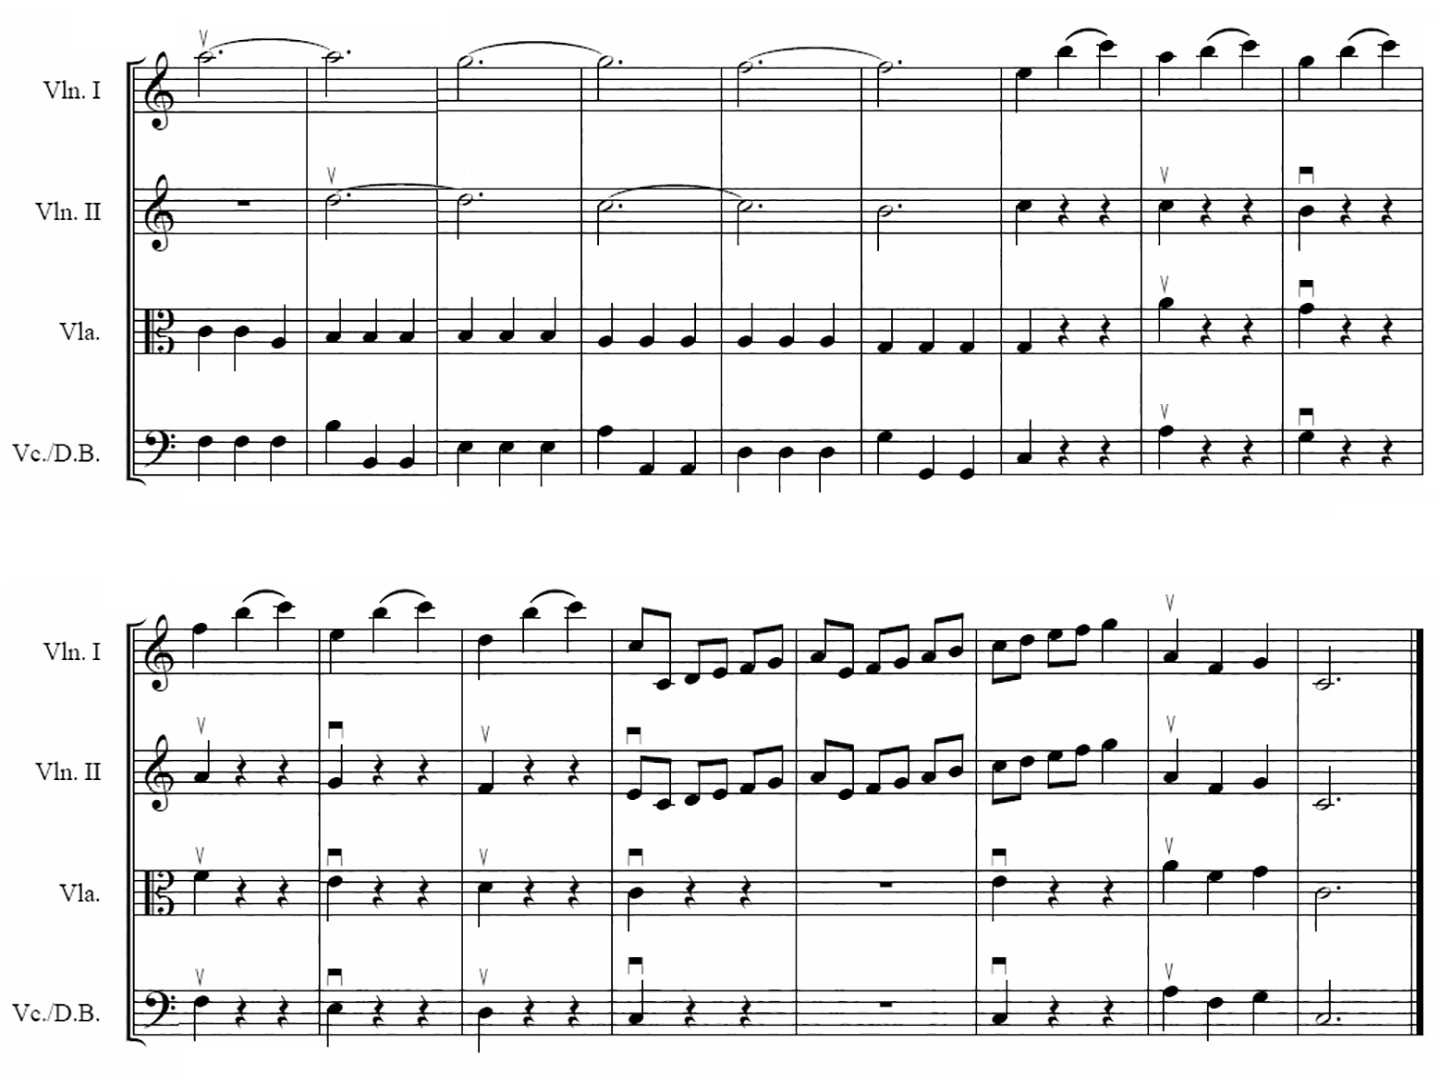 Vln. I
Vln. II
Vla.
Vc./D.B.
Vln. I
Vln. II
Vla.
Vc./D.B.